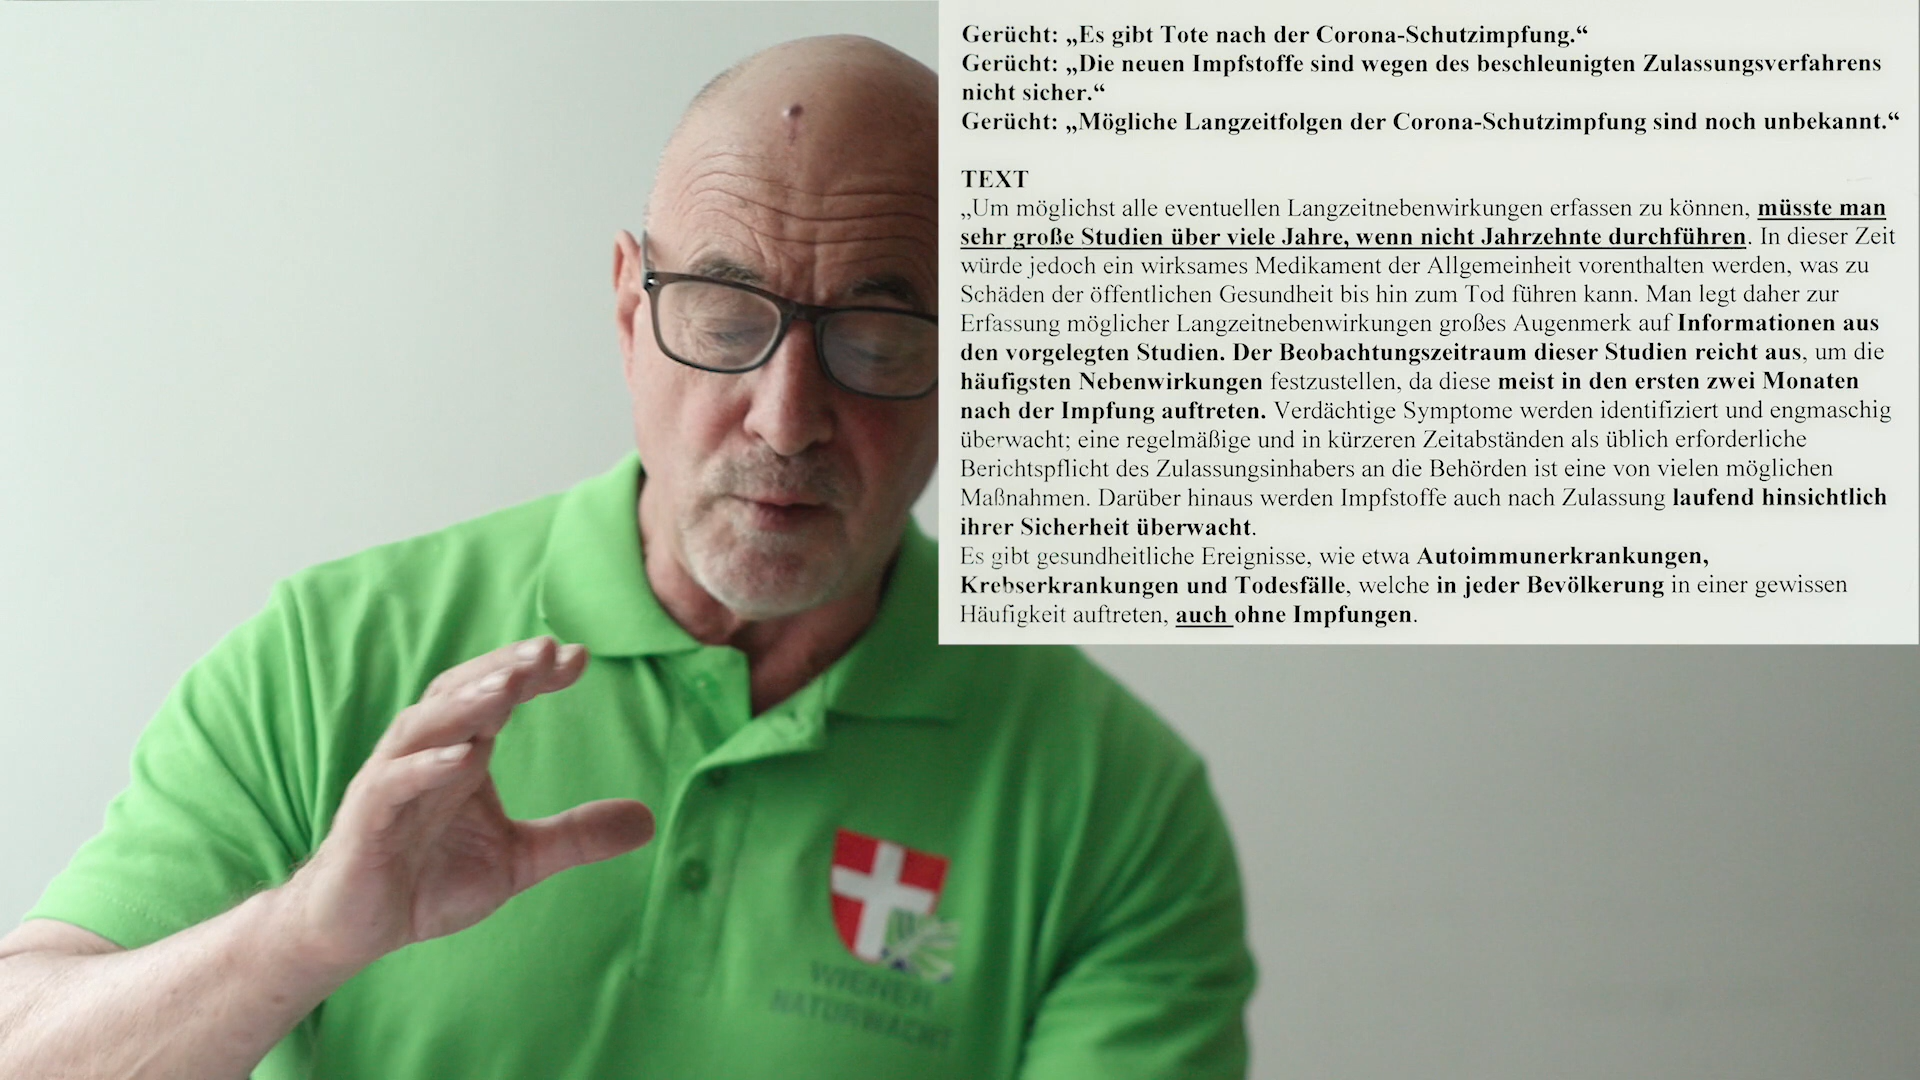 Gerücht: „Es gibt Tote nach der Corona-Schutzimpfung.“
Gerücht: „Die neuen Impfstoffe sind wegen des beschleunigten Zulassungsverfahrens
nicht sicher.“
Gerücht: „Mögliche Langzeitfolgen der Corona-Schutzimpfung sind noch unbekannt.“
TEXT
„Um möglichst alle eventuellen Langzeitnebenwirkungen erfassen zu können, müsste man
sehr große Studien über viele Jahre, wenn nicht Jahrzehnte durchführen. In dieser Zeit
würde jedoch ein wirksames Medikament der Allgemeinheit vorenthalten werden, was zu
Schäden der öffentlichen Gesundheit bis hin zum Tod führen kann. Man legt daher zur
Erfassung möglicher Langzeitnebenwirkungen großes Augenmerk auf Informationen aus
den vorgelegten Studien. Der Beobachtungszeitraum dieser Studien reicht aus, um die
häufigsten Nebenwirkungen festzustellen, da diese meist in den ersten zwei Monaten
nach der Impfung auftreten. Verdächtige Symptome werden identifiziert und engmaschig
überwacht; eine regelmäßige und in kürzeren Zeitabständen als üblich erforderliche
Berichtspflicht des Zulassungsinhabers an die Behörden ist eine von vielen möglichen
Maßnahmen. Darüber hinaus werden Impfstoffe auch nach Zulassung laufend hinsichtlich
ihrer Sicherheit überwacht.
Es gibt gesundheitliche Ereignisse, wie etwa Autoimmunerkrankungen,
Krebserkrankungen und Todesfälle, welche in jeder Bevölkerung in einer gewissen
Häufigkeit auftreten, auch ohne Impfungen.
WIENER
NATURWACHT